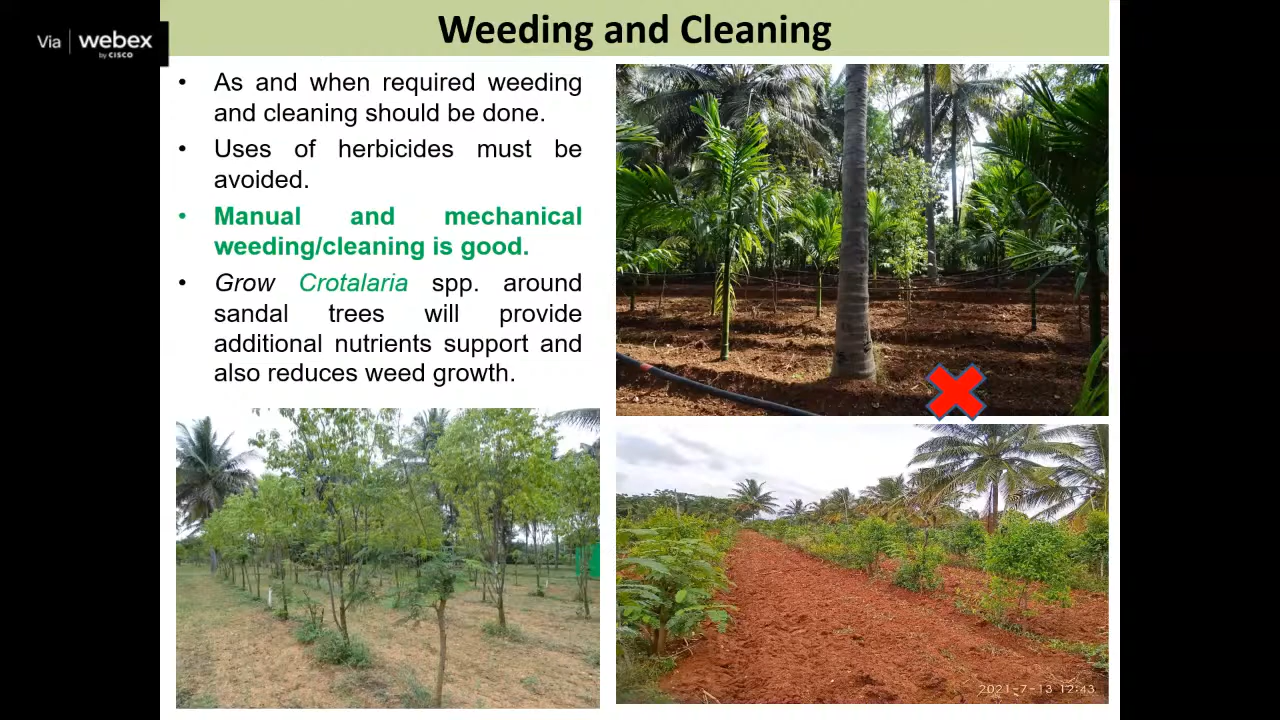 Via webex
by CISCO
Weeding and Cleaning
• As and when required weeding
and cleaning should be done.
• Uses of herbicides must be
avoided.
• Manual and mechanical
weeding/cleaning is good.
• Grow Crotalaria spp. around
sandal trees will provide
additional nutrients support and
also reduces weed growth.
2021-7-13 12:43